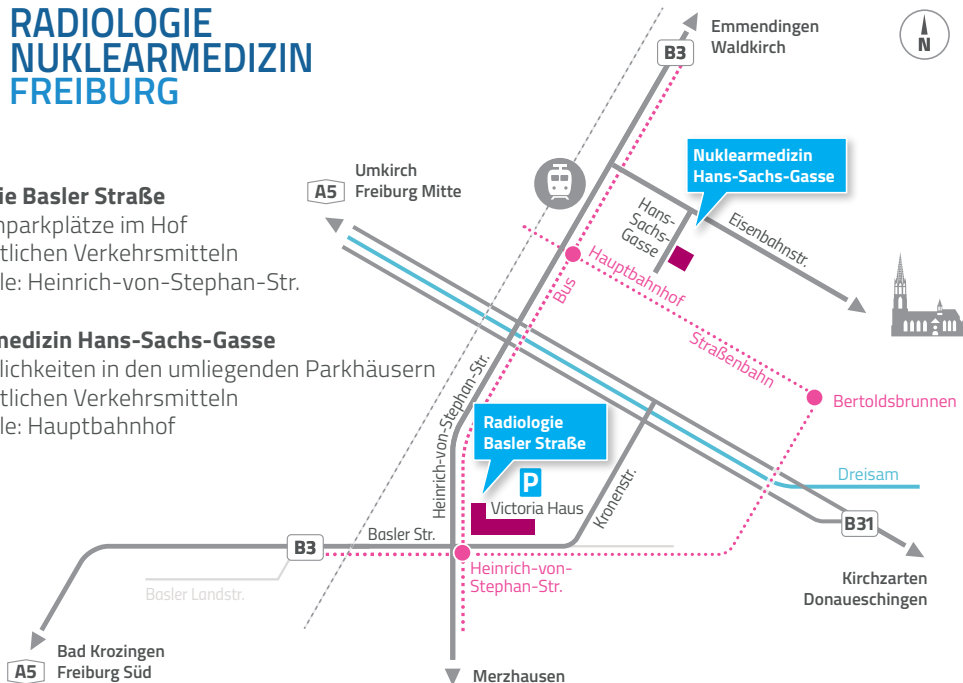 RADIOLOGIE
NUKLEARMEDIZIN
FREIBURG
Emmendingen
Waldkirch
B3
N
Umkirch
Freiburg Mitte
A5
Nuklearmedizin
Hans-Sachs-Gasse
ie Basler Straße
nparkplätze im Hof
tlichen Verkehrsmitteln
le: Heinrich-von-Stephan-Str.
Hans-
Sachs-
Gasse
Eisenbahnstr.
Hauptbahnhof
Bus
medizin Hans-Sachs-Gasse
lichkeiten in den umliegenden Parkhäusern
tlichen Verkehrsmitteln
le: Hauptbahnhof
Straßenbahn
Bertoldsbrunnen
Heinrich-von-Stephan-Str.
Radiologie
Basler Straße
P
Victoria Haus
Kronenstr.
Dreisam
B31
Basler Str.
B3
Heinrich-von-
Stephan-Str.
Basler Landstr.
Kirchzarten
Donaueschingen
Bad Krozingen
Freiburg Süd
A5
Merzhausen